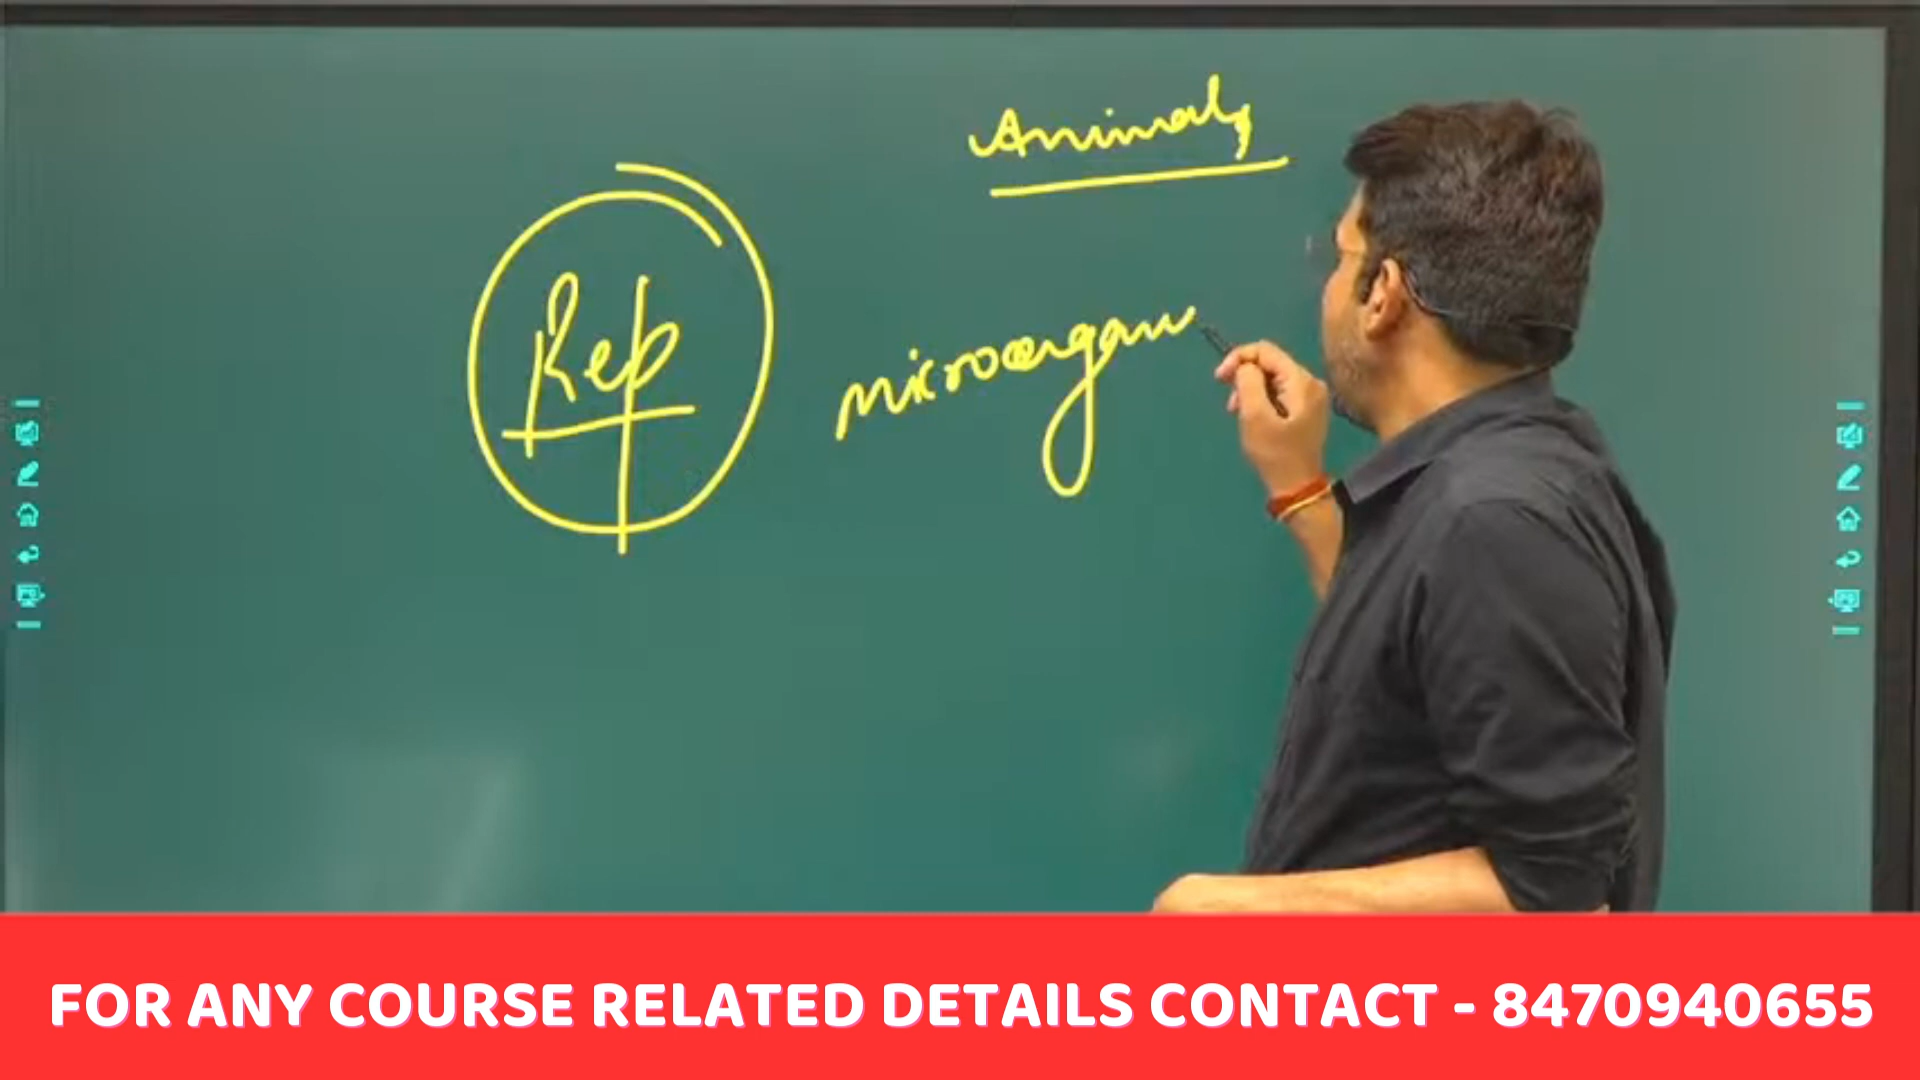 Animals
Rep
microorgan
FOR ANY COURSE RELATED DETAILS CONTACT - 8470940655